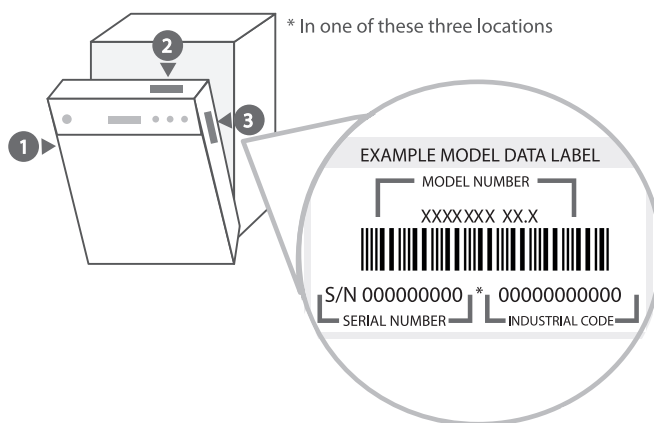 * In one of these three locations
2
3
1
EXAMPLE MODEL DATA LABEL
MODEL NUMBER
XXXXXXX XX.X
S/N 000000000 * 00000000000
SERIAL NUMBER INDUSTRIAL CODE